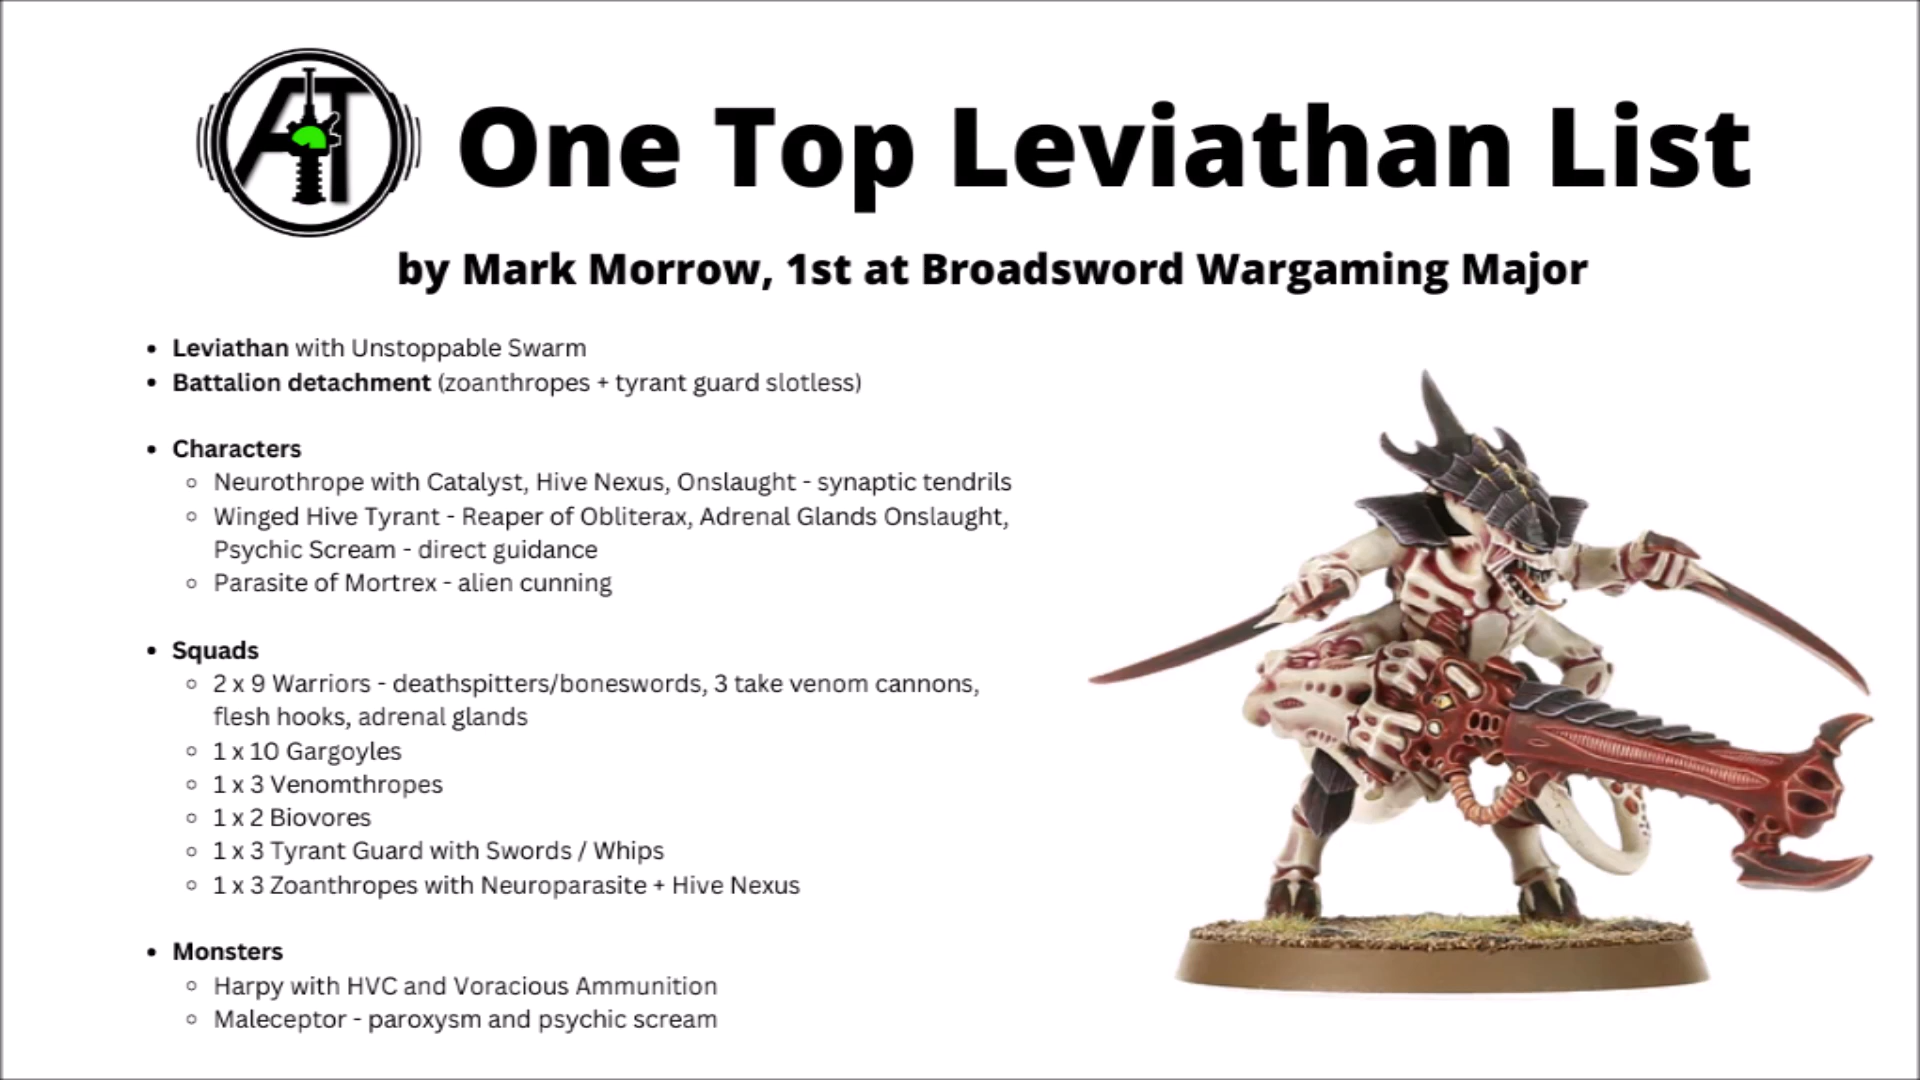 AT
One Top Leviathan List
by Mark Morrow, 1st at Broadsword Wargaming Major
• Leviathan with Unstoppable Swarm
• Battalion detachment (zoanthropes + tyrant guard slotless)
• Characters
○ Neurothrope with Catalyst, Hive Nexus, Onslaught - synaptic tendrils
○ Winged Hive Tyrant - Reaper of Obliterax, Adrenal Glands Onslaught,
Psychic Scream - direct guidance
○ Parasite of Mortrex - alien cunning
• Squads
○ 2 x 9 Warriors - deathspitters/boneswords, 3 take venom cannons,
flesh hooks, adrenal glands
○ 1 x 10 Gargoyles
○ 1 x 3 Venomthropes
○ 1 x 2 Biovores
○ 1 x 3 Tyrant Guard with Swords / Whips
○ 1 x 3 Zoanthropes with Neuroparasite + Hive Nexus
• Monsters
○ Harpy with HVC and Voracious Ammunition
○ Maleceptor - paroxysm and psychic scream